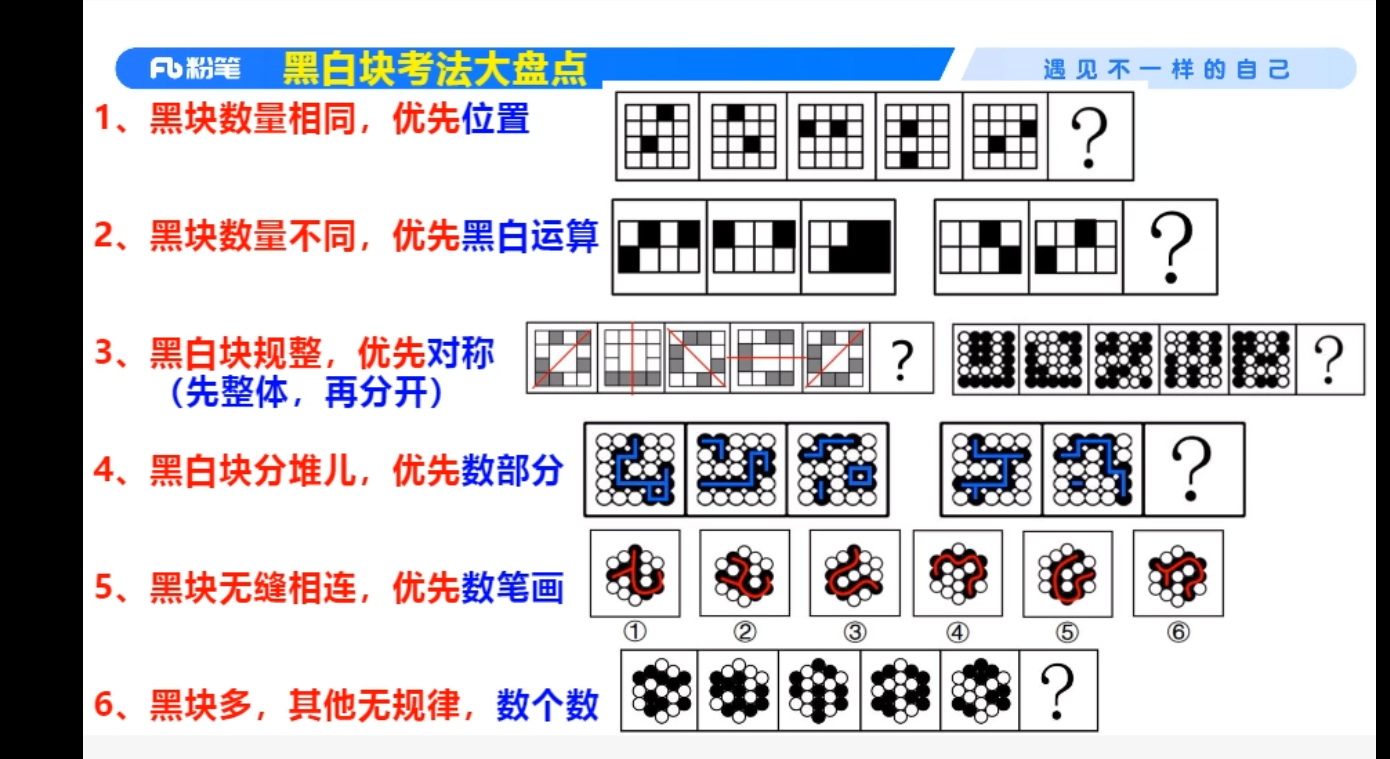 粉笔 黑白块考法大盘点 遇见不一样的自己
1、黑块数量相同，优先位置
?
2、黑块数量不同，优先黑白运算
?
3、黑白块规整，优先对称
（先整体，再分开）
? ?
4、黑白块分堆儿，优先数部分
?
5、黑块无缝相连，优先数笔画
① ② ③ ④ ⑤ ⑥
6、黑块多，其他无规律，数个数
?